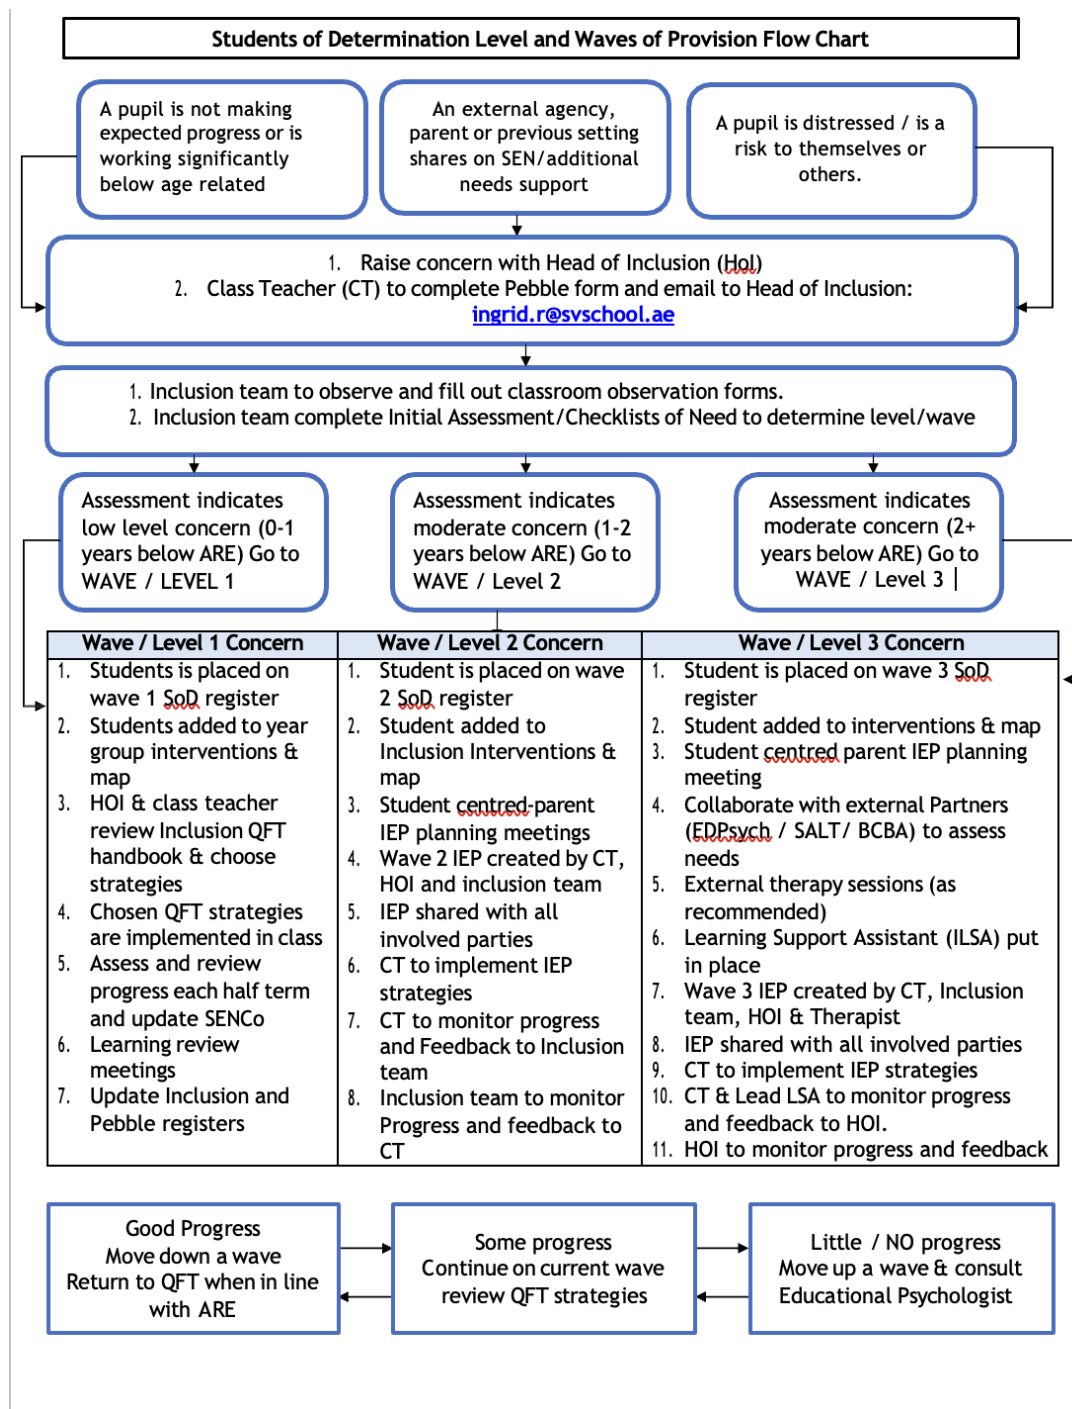 Students of Determination Level and Waves of Provision Flow Chart
A pupil is not making
expected progress or is
working significantly
below age related
An external agency,
parent or previous setting
shares on SEN/additional
needs support
A pupil is distressed / is a
risk to themselves or
others.
1. Raise concern with Head of Inclusion (HoI)
2. Class Teacher (CT) to complete Pebble form and email to Head of Inclusion:
ingrid.r@svschool.ae
1. Inclusion team to observe and fill out classroom observation forms.
2. Inclusion team complete Initial Assessment/Checklists of Need to determine level/wave
Assessment indicates
low level concern (0-1
years below ARE) Go to
WAVE / LEVEL 1
Assessment indicates
moderate concern (1-2
years below ARE) Go to
WAVE / Level 2
Assessment indicates
moderate concern (2+
years below ARE) Go to
WAVE / Level 3
Wave / Level 1 Concern
1. Students is placed on
wave 1 SoD register
2. Students added to year
group interventions &
map
3. HOI & class teacher
review Inclusion QFT
handbook & choose
strategies
4. Chosen QFT strategies
are implemented in class
5. Assess and review
progress each half term
and update SENCo
6. Learning review
meetings
7. Update Inclusion and
Pebble registers
Wave / Level 2 Concern
1. Student is placed on wave
2 SoD register
2. Student added to
Inclusion Interventions &
map
3. Student centred-parent
IEP planning meetings
4. Wave 2 IEP created by CT,
HOI and inclusion team
5. IEP shared with all
involved parties
6. CT to implement IEP
strategies
7. CT to monitor progress
and Feedback to Inclusion
team
8. Inclusion team to monitor
Progress and feedback to
CT
Wave / Level 3 Concern
1. Student is placed on wave 3 SoD
register
2. Student added to interventions & map
3. Student centred parent IEP planning
meeting
4. Collaborate with external Partners
(EDPsych / SALT/ BCBA) to assess
needs
5. External therapy sessions (as
recommended)
6. Learning Support Assistant (ILSA) put
in place
7. Wave 3 IEP created by CT, Inclusion
team, HOI & Therapist
8. IEP shared with all involved parties
9. CT to implement IEP strategies
10. CT & Lead LSA to monitor progress
and feedback to HOI.
11. HOI to monitor progress and feedback
Good Progress
Move down a wave
Return to QFT when in line
with ARE
Some progress
Continue on current wave
review QFT strategies
Little / NO progress
Move up a wave & consult
Educational Psychologist